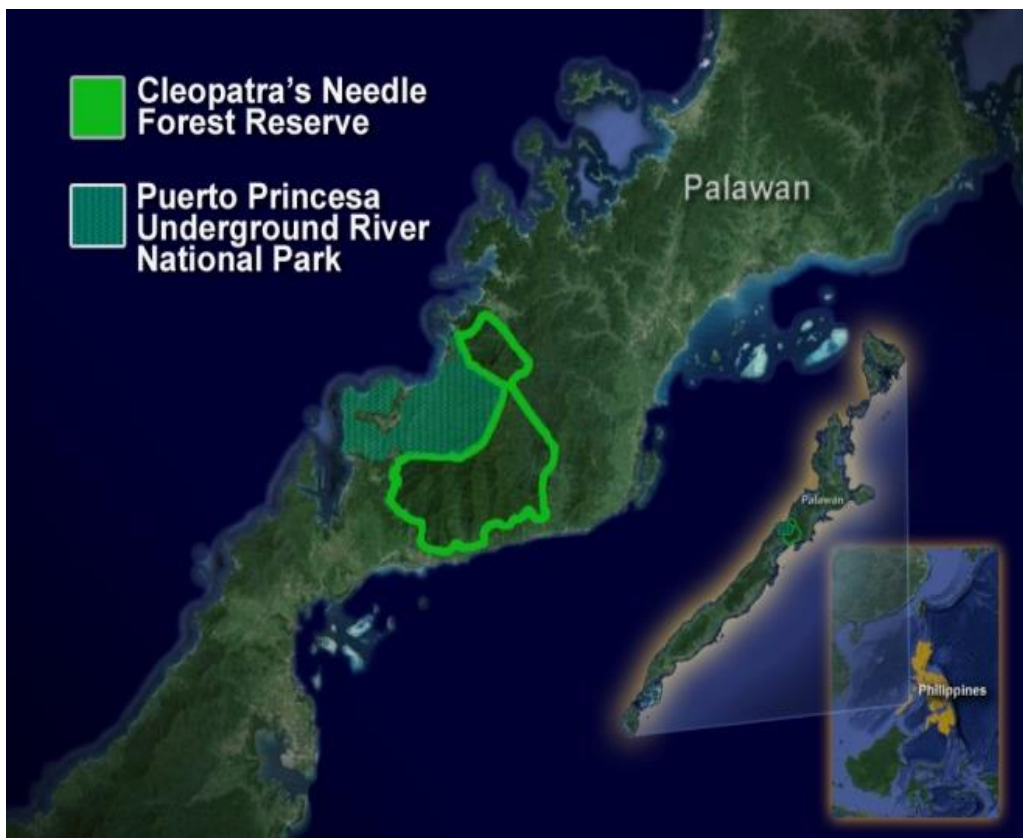 Cleopatra's Needle
Forest Reserve
Puerto Princesa
Underground River
National Park
Palawan
Palawan
Philippines